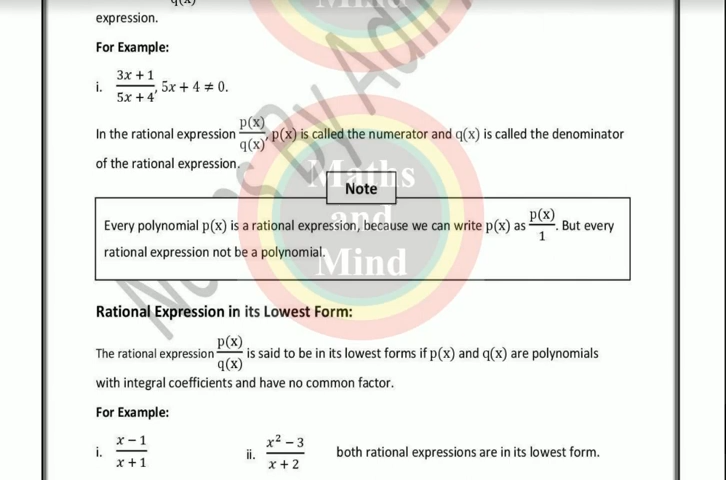 expression.
For Example:
i. (3x + 1)/(5x + 4), 5x + 4 ≠ 0.
In the rational expression p(x)/q(x), p(x) is called the numerator and q(x) is called the denominator
of the rational expression.
Note
Every polynomial p(x) is a rational expression, because we can write p(x) as p(x)/1. But every
rational expression not be a polynomial.
Maths
and
Mind
Rational Expression in its Lowest Form:
The rational expression p(x)/q(x) is said to be in its lowest forms if p(x) and q(x) are polynomials
with integral coefficients and have no common factor.
For Example:
i. (x − 1)/(x + 1) ii. (x² − 3)/(x + 2) both rational expressions are in its lowest form.